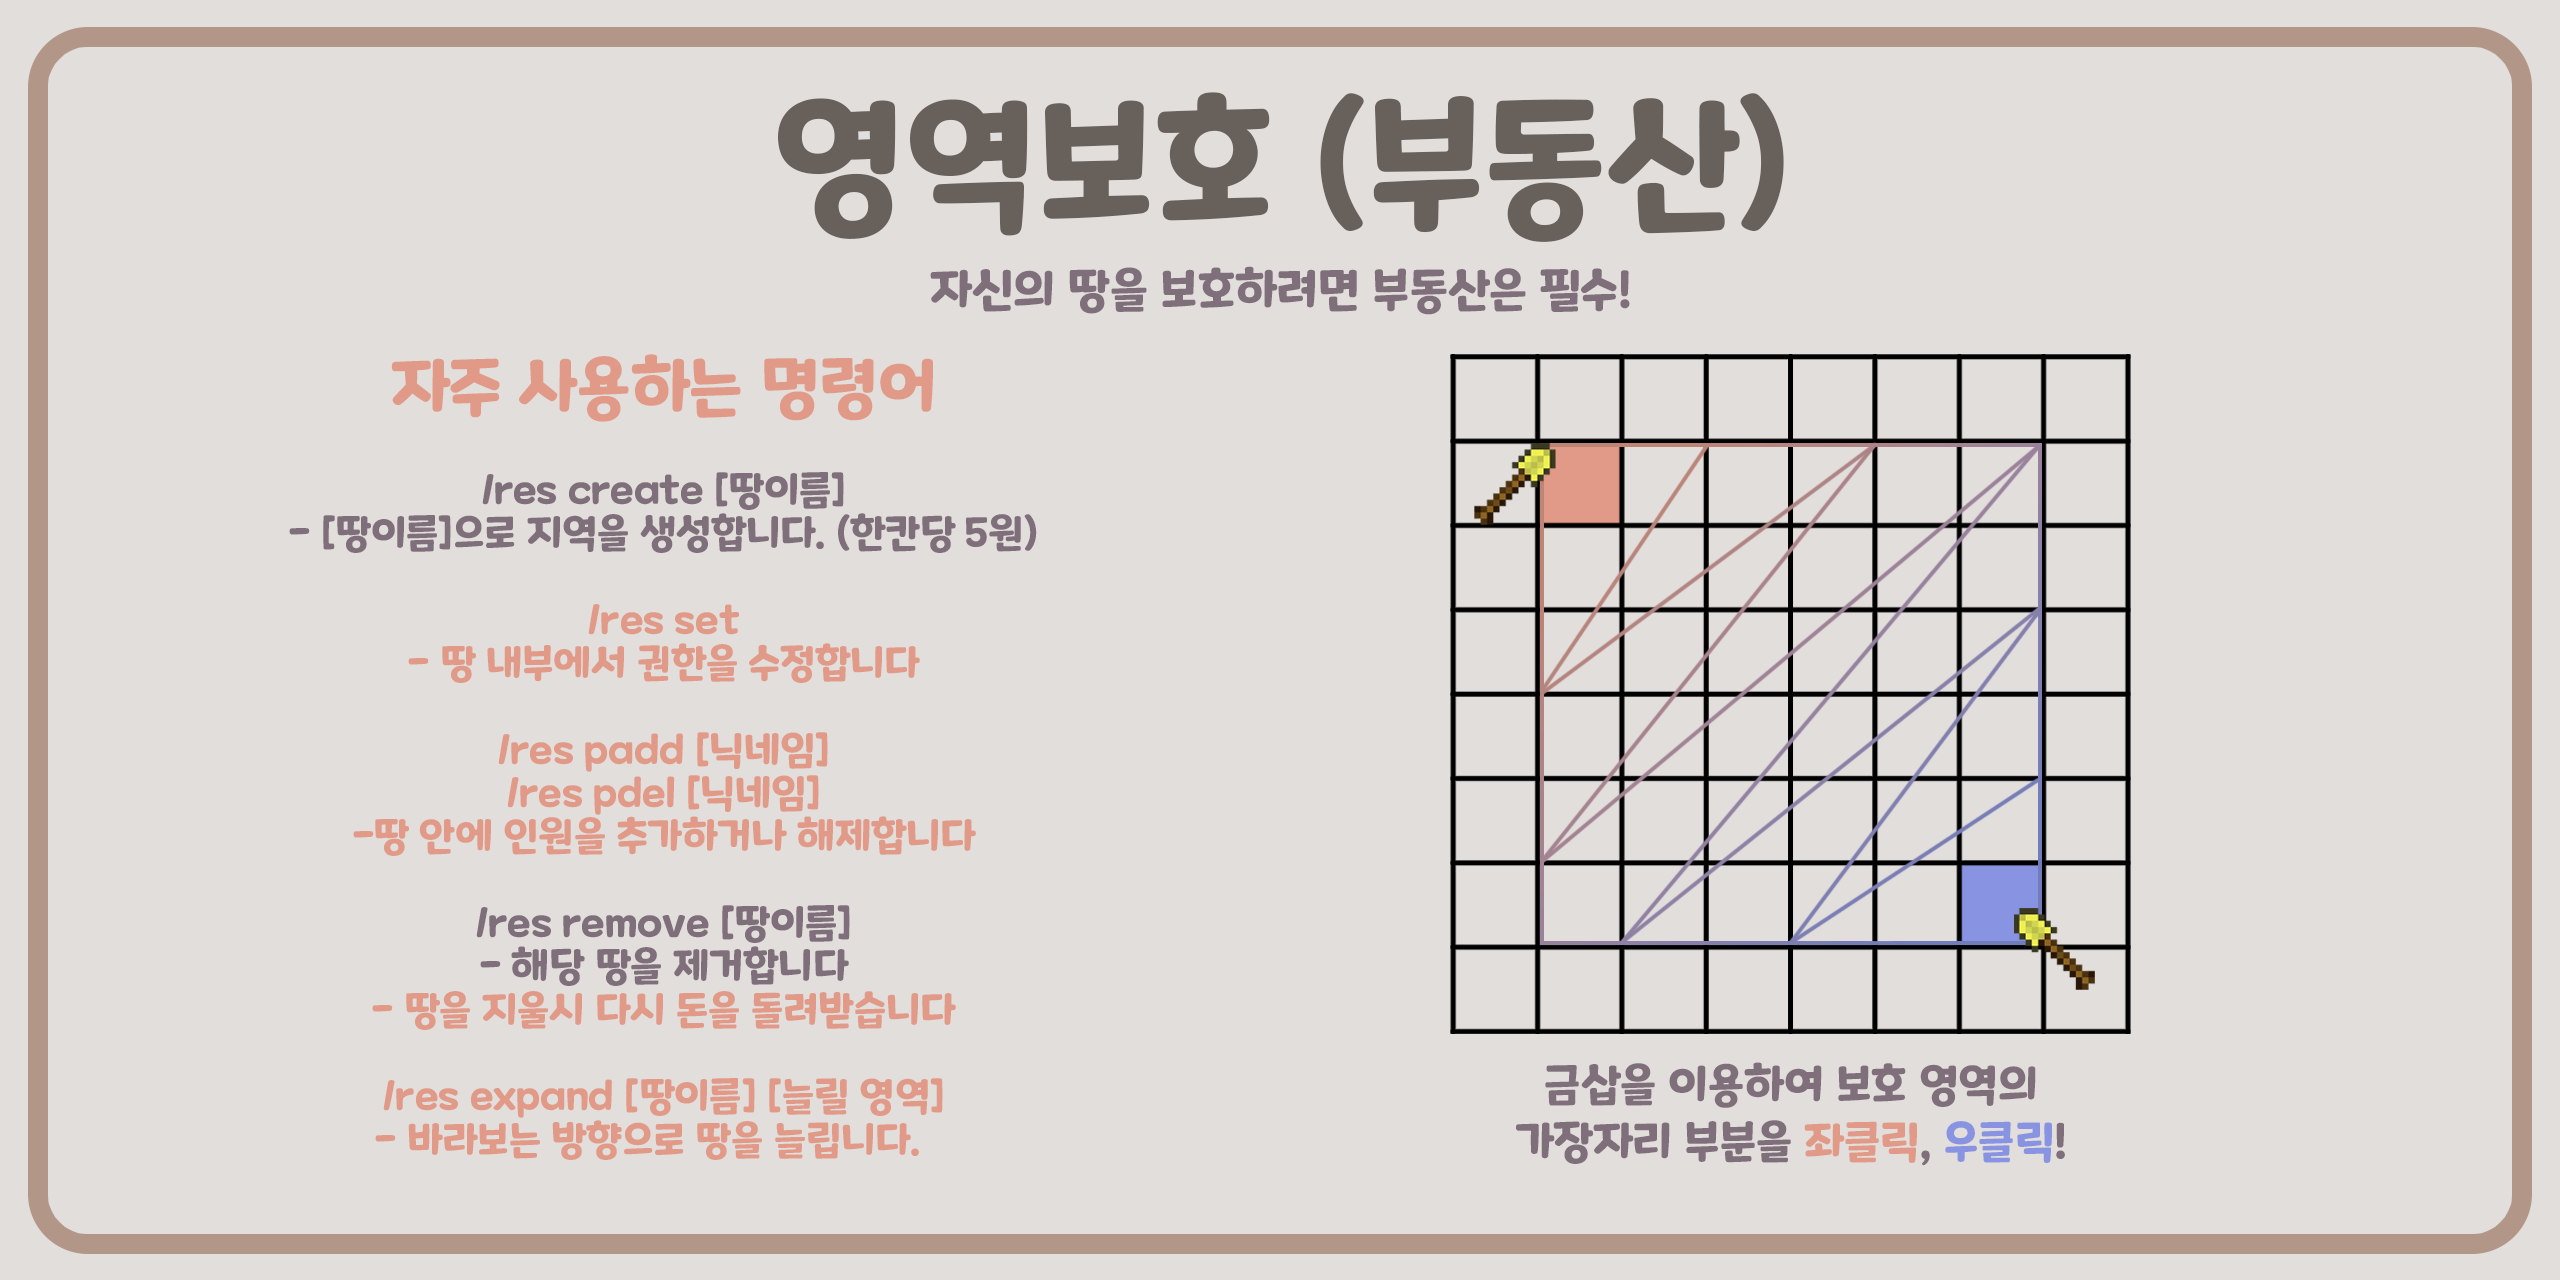 영역보호 (부동산)
자신의 땅을 보호하려면 부동산은 필수!
자주 사용하는 명령어
/res create [땅이름]
- [땅이름]으로 지역을 생성합니다. (한칸당 5원)
/res set
- 땅 내부에서 권한을 수정합니다
/res padd [닉네임]
/res pdel [닉네임]
-땅 안에 인원을 추가하거나 해제합니다
/res remove [땅이름]
- 해당 땅을 제거합니다
- 땅을 지울시 다시 돈을 돌려받습니다
/res expand [땅이름] [늘릴 영역]
- 바라보는 방향으로 땅을 늘립니다.
금삽을 이용하여 보호 영역의
가장자리 부분을 좌클릭, 우클릭!